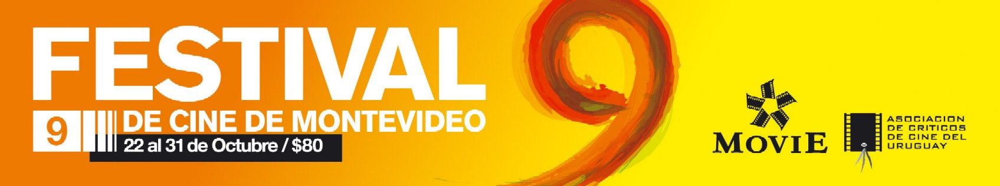 FESTIVAL
9
DE CINE DE MONTEVIDEO
22 al 31 de Octubre / $80
9
MOVIE
ASOCIACION
DE CRITICOS
DE CINE DEL
URUGUAY